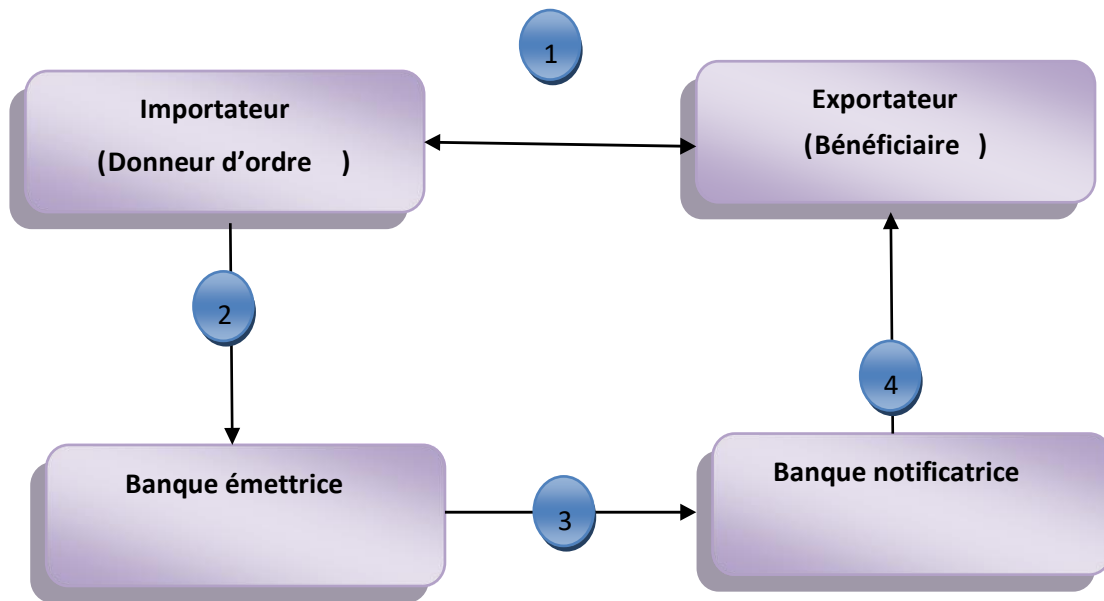 1
Importateur
(Donneur d’ordre )
Exportateur
(Bénéficiaire )
2
4
Banque émettrice
3
Banque notificatrice